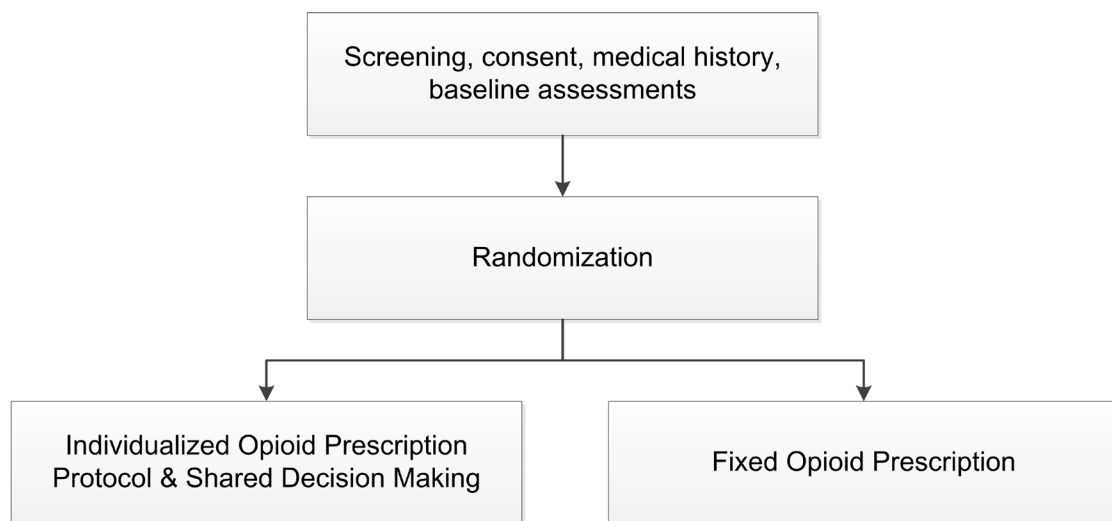 Screening, consent, medical history,
baseline assessments
Randomization
Individualized Opioid Prescription
Protocol & Shared Decision Making
Fixed Opioid Prescription